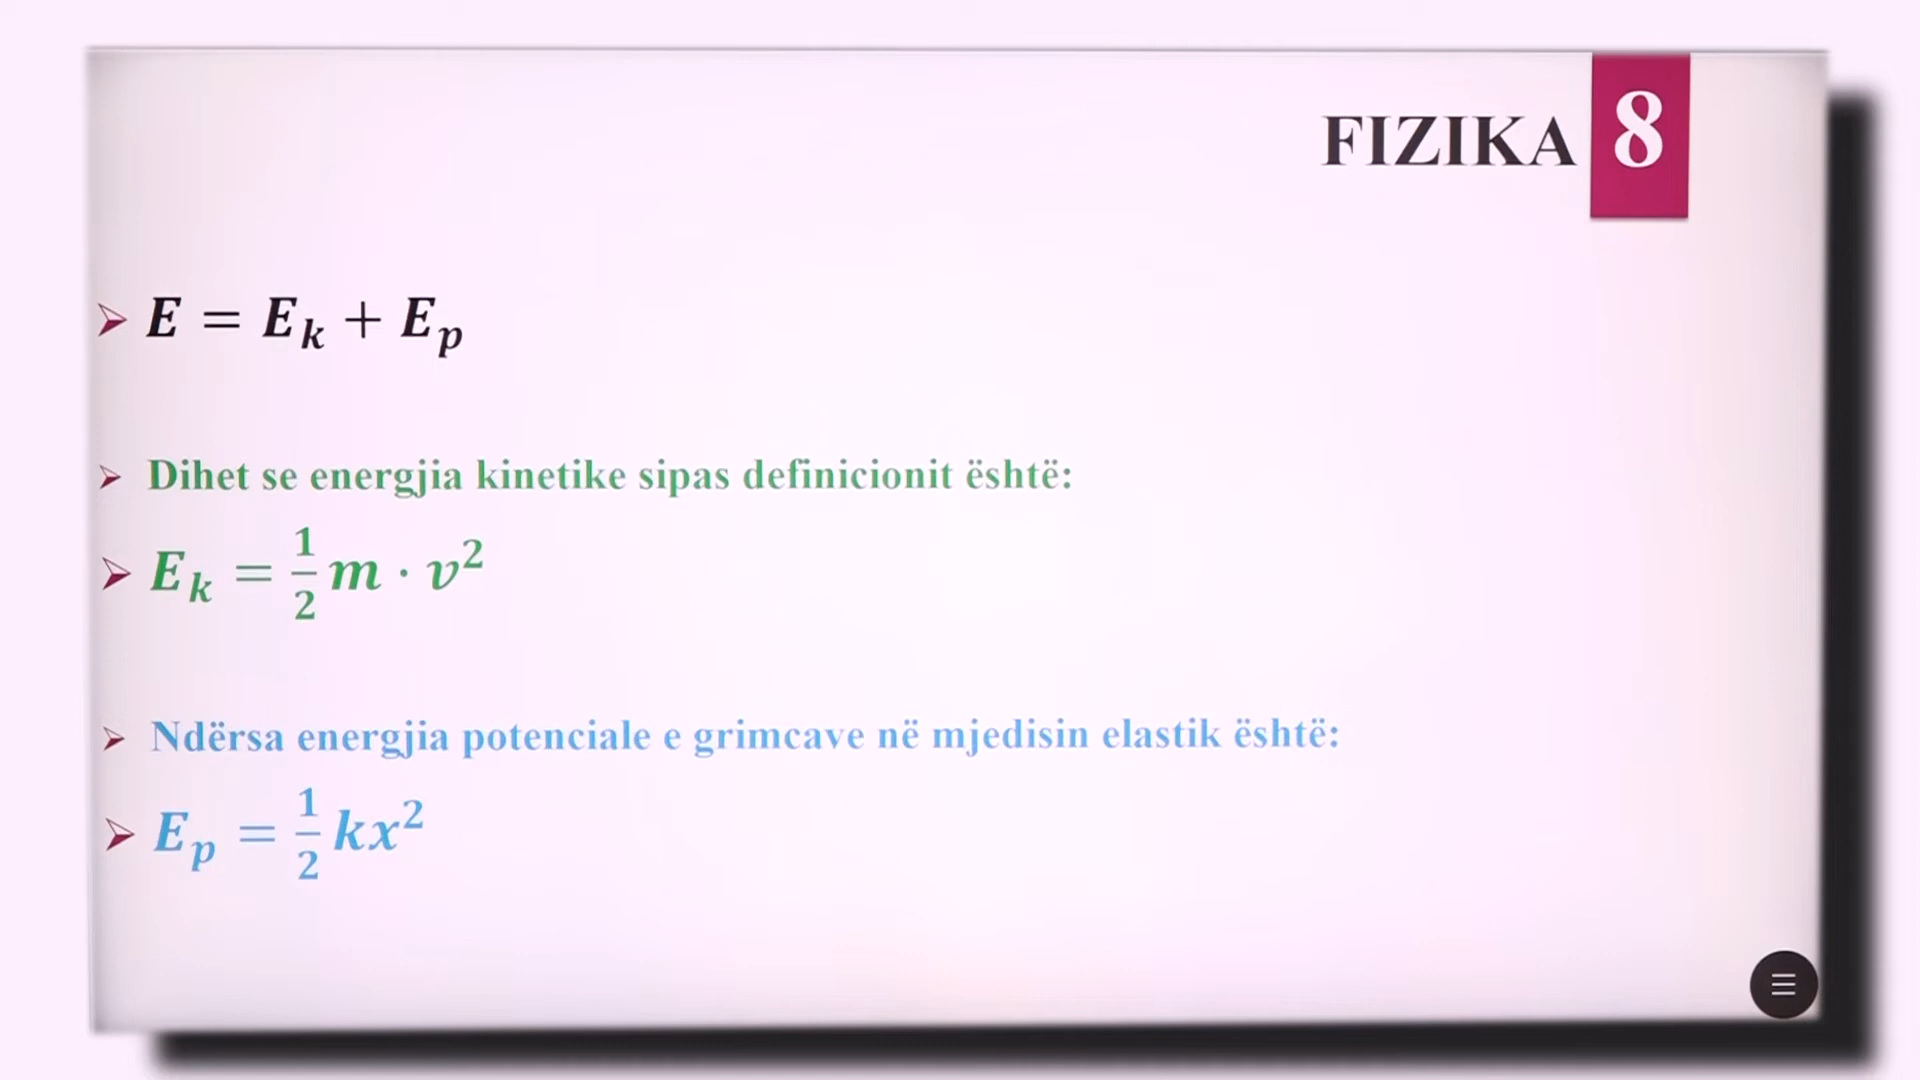 FIZIKA 8
➢ E = E_k + E_p
➢ Dihet se energjia kinetike sipas definicionit është:
➢ E_k = 1/2 m · v²
➢ Ndërsa energjia potenciale e grimcave në mjedisin elastik është:
➢ E_p = 1/2 kx²